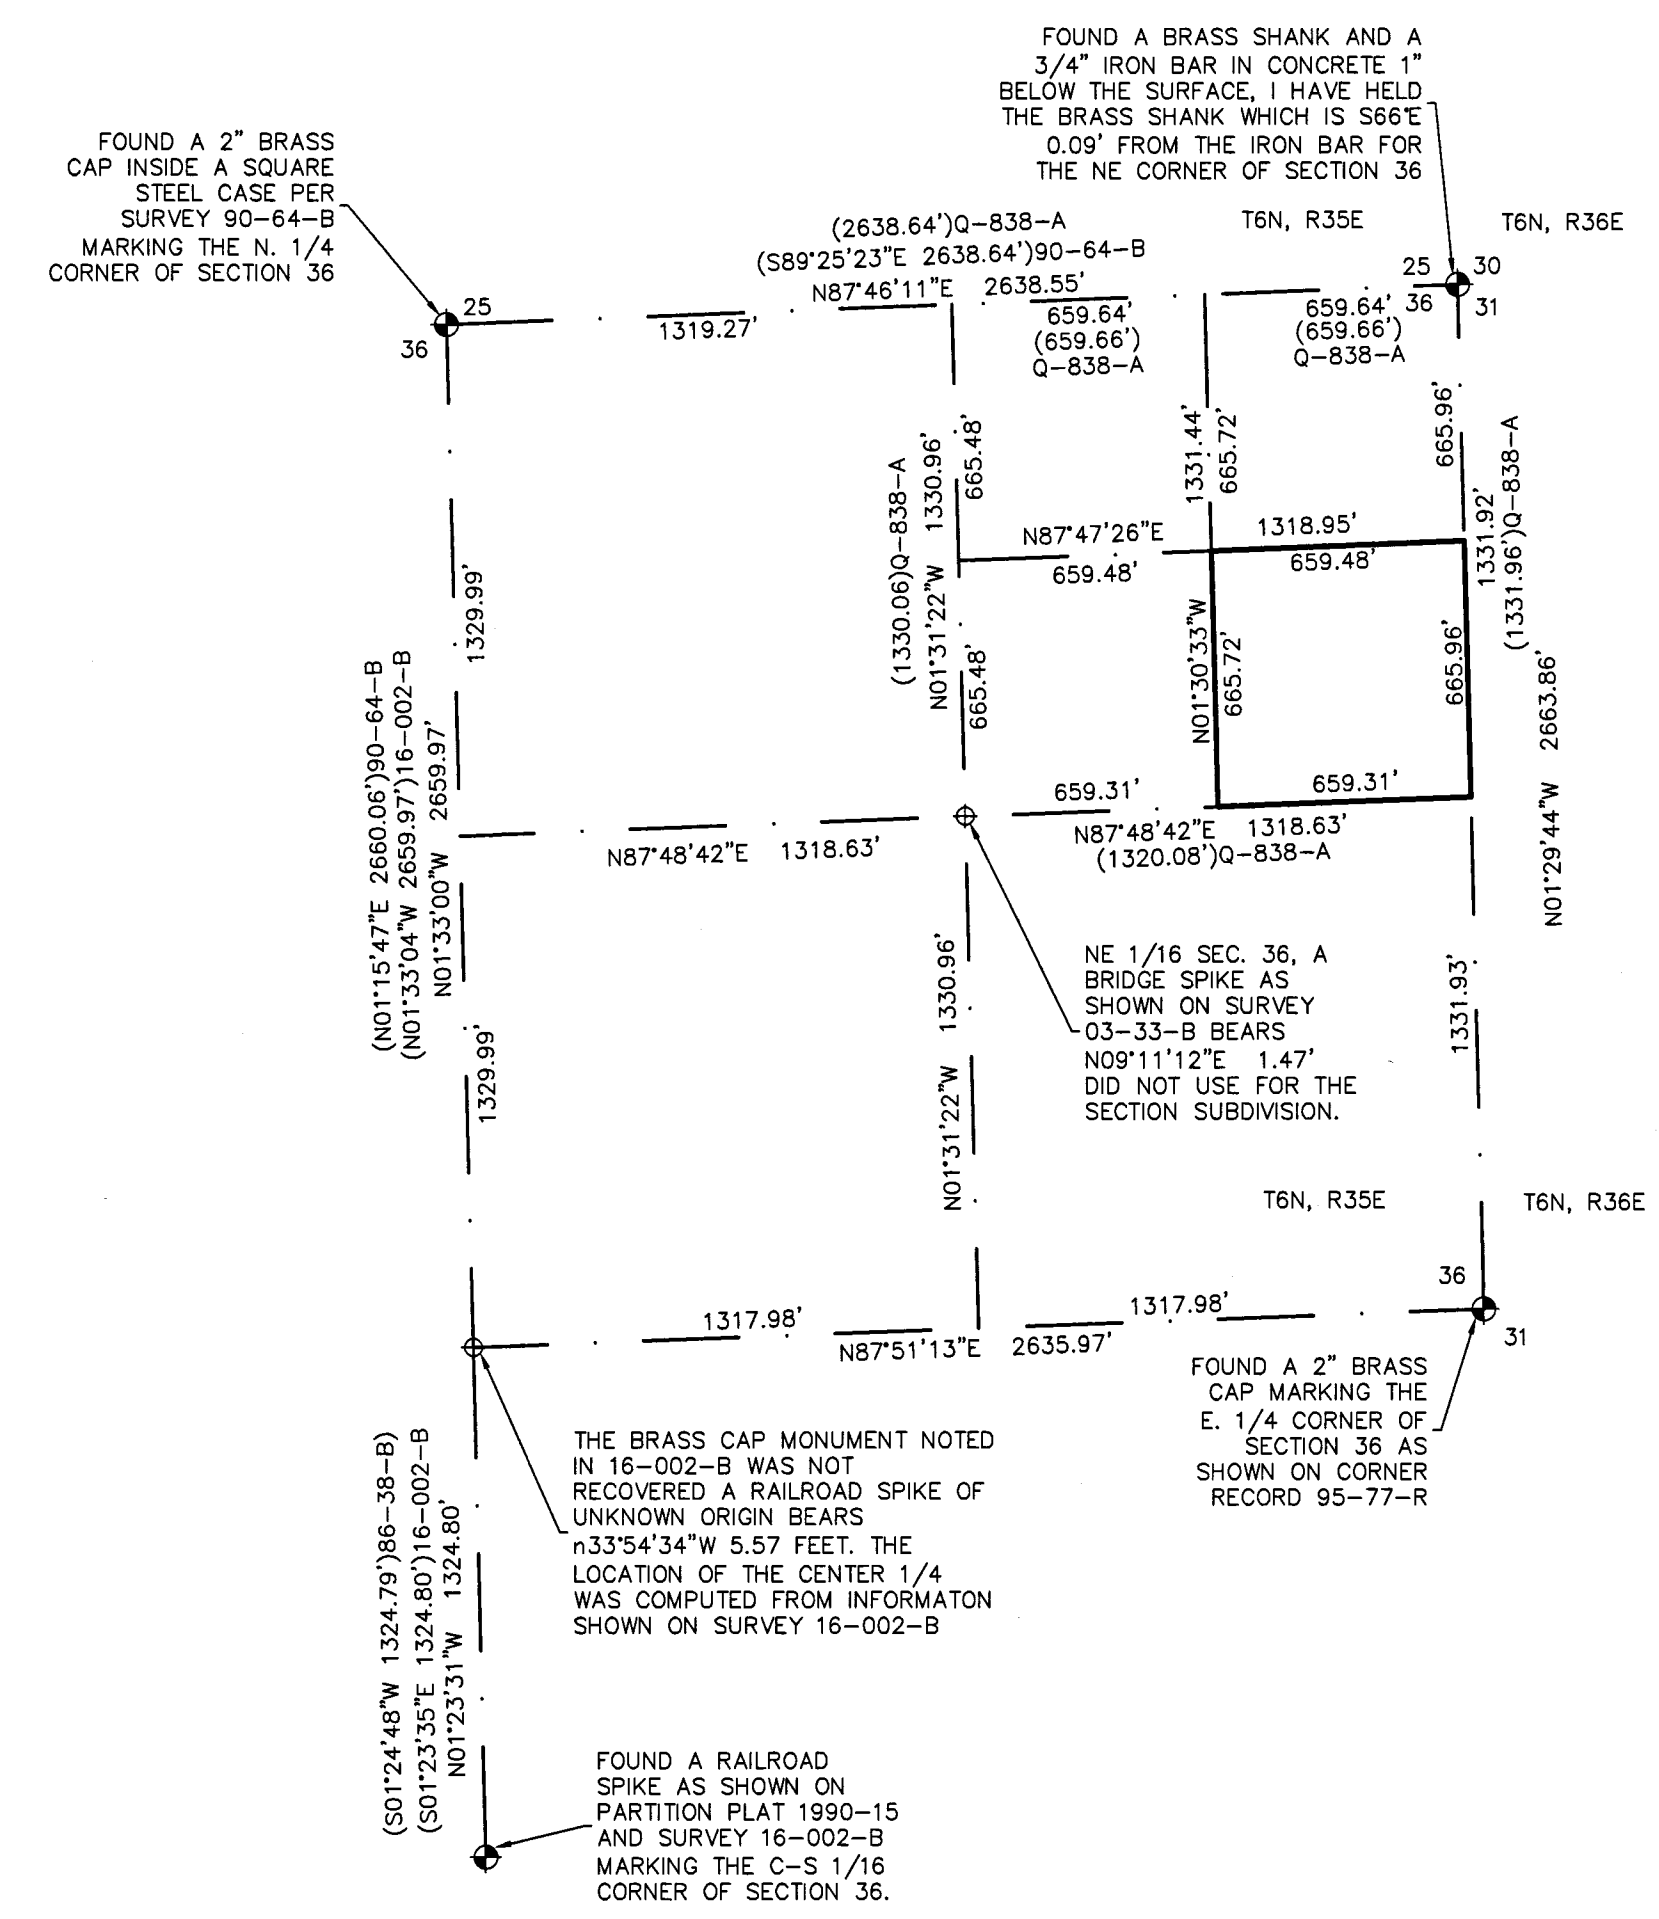 FOUND A BRASS SHANK AND A
3/4" IRON BAR IN CONCRETE 1"
BELOW THE SURFACE, I HAVE HELD
THE BRASS SHANK WHICH IS S66°E
0.09' FROM THE IRON BAR FOR
THE NE CORNER OF SECTION 36
FOUND A 2" BRASS
CAP INSIDE A SQUARE
STEEL CASE PER
SURVEY 90-64-B
MARKING THE N. 1/4
CORNER OF SECTION 36
(2638.64')Q-838-A
(S89°25'23"E 2638.64')90-64-B
N87°46'11"E 2638.55'
T6N, R35E
T6N, R36E
25
30
36
31
25
36
1319.27'
659.64'
(659.66')
Q-838-A
659.64'
(659.66')
Q-838-A
1329.99'
(1330.06)Q-838-A
N01°31'22"W 1330.96'
665.48'
1331.44'
665.72'
665.96'
1331.92'
(1331.96')Q-838-A
N87°47'26"E
1318.95'
659.48'
659.48'
665.48'
N01°30'33"W
665.72'
665.96'
N01°29'44"W 2663.86'
(N01°15'47"E 2660.06')90-64-B
(N01°33'04"W 2659.97')16-002-B
N01°33'00"W 2659.97'
659.31'
659.31'
N87°48'42"E 1318.63'
N87°48'42"E 1318.63'
(1320.08')Q-838-A
1329.99'
N01°31'22"W 1330.96'
NE 1/16 SEC. 36, A
BRIDGE SPIKE AS
SHOWN ON SURVEY
03-33-B BEARS
N09°11'12"E 1.47'
DID NOT USE FOR THE
SECTION SUBDIVISION.
1331.93'
T6N, R35E
T6N, R36E
36
31
1317.98'
1317.98'
N87°51'13"E 2635.97'
FOUND A 2" BRASS
CAP MARKING THE
E. 1/4 CORNER OF
SECTION 36 AS
SHOWN ON CORNER
RECORD 95-77-R
THE BRASS CAP MONUMENT NOTED
IN 16-002-B WAS NOT
RECOVERED A RAILROAD SPIKE OF
UNKNOWN ORIGIN BEARS
n33°54'34"W 5.57 FEET. THE
LOCATION OF THE CENTER 1/4
WAS COMPUTED FROM INFORMATON
SHOWN ON SURVEY 16-002-B
(S01°24'48"W 1324.79')86-38-B)
(S01°23'35"E 1324.80')16-002-B
N01°23'31"W 1324.80'
FOUND A RAILROAD
SPIKE AS SHOWN ON
PARTITION PLAT 1990-15
AND SURVEY 16-002-B
MARKING THE C-S 1/16
CORNER OF SECTION 36.